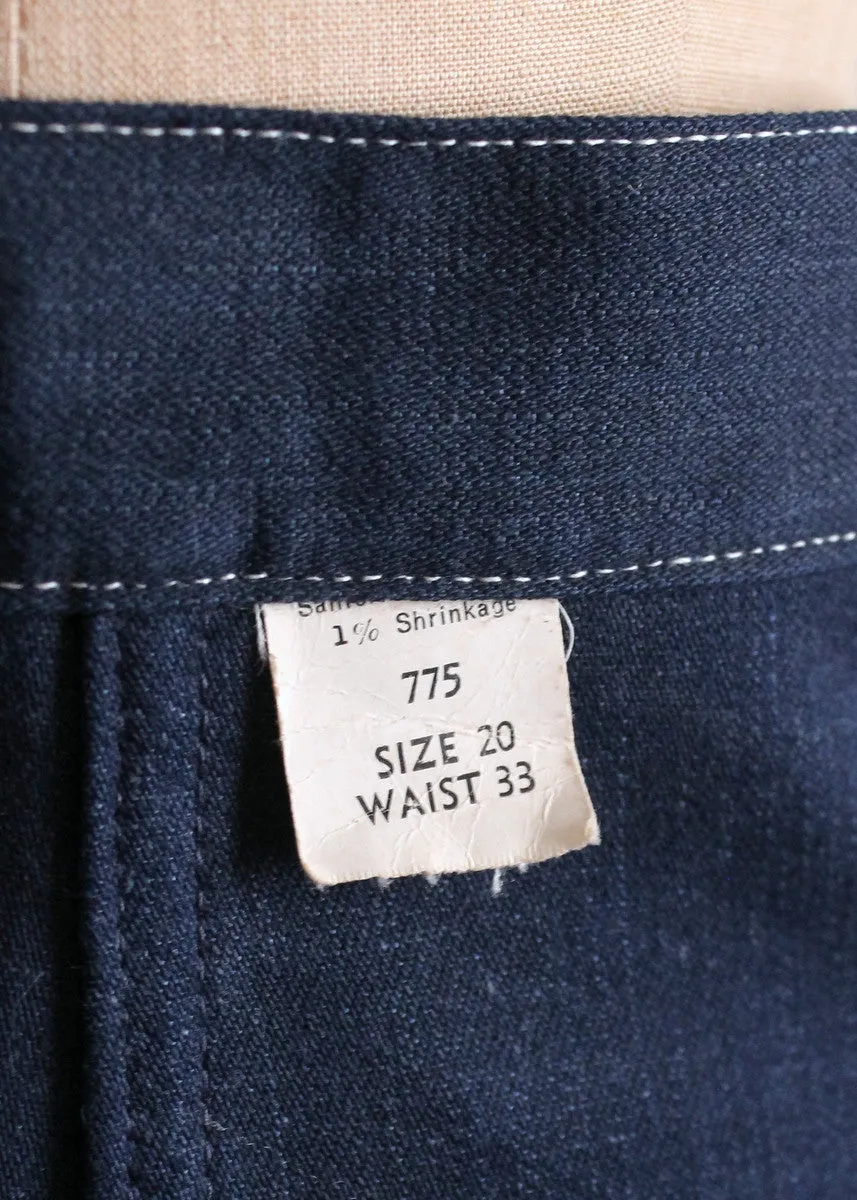 1% Shrinkage
775
SIZE 20
WAIST 33